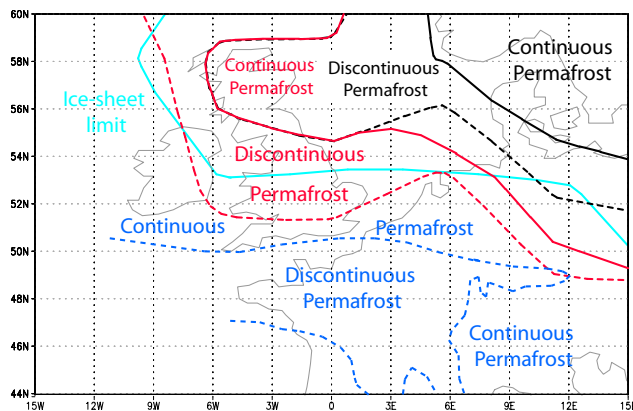 60N
58N
56N
54N
52N
50N
48N
46N
44N
Continuous
Permafrost
Discontinuous
Permafrost
Continuous
Permafrost
Ice-sheet
limit
Discontinuous
Permafrost
Continuous
Permafrost
Discontinuous
Permafrost
Continuous
Permafrost
15W 12W 9W 6W 3W 0 3E 6E 9E 12E 15E